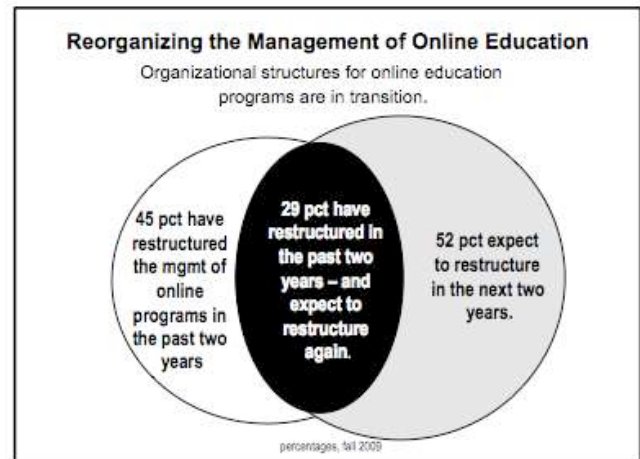 Reorganizing the Management of Online Education
Organizational structures for online education
programs are in transition.
45 pct have
restructured
the mgmt of
online
programs in
the past two
years
29 pct have
restructured in
the past two
years – and
expect to
restructure
again.
52 pct expect
to restructure
in the next two
years.
percentages, fall 2009